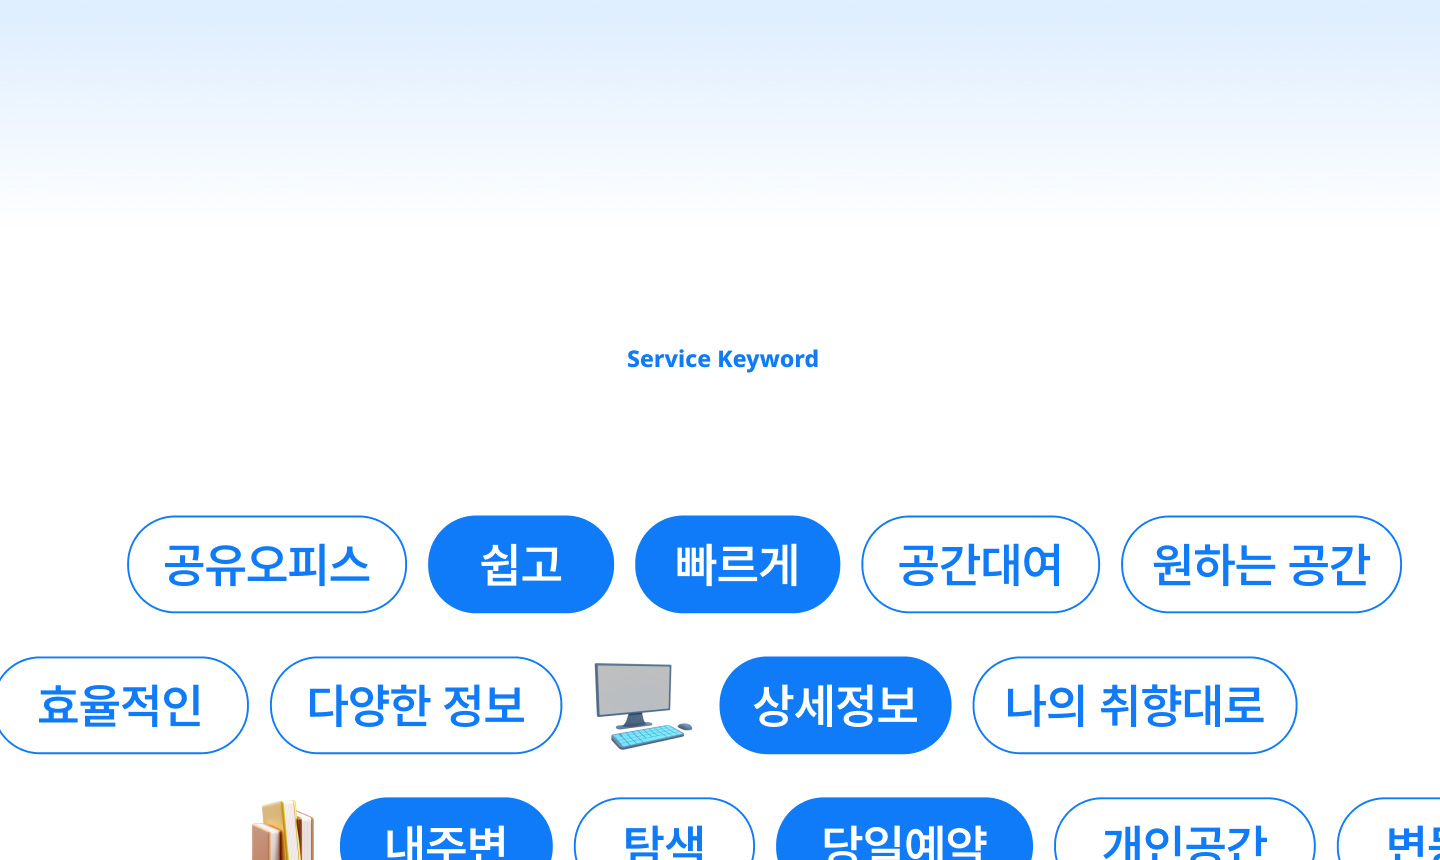 Service Keyword
공유오피스 쉽고 빠르게 공간대여 원하는 공간
효율적인 다양한 정보 상세정보 나의 취향대로
내주변 탐색 당일예약 개인공간